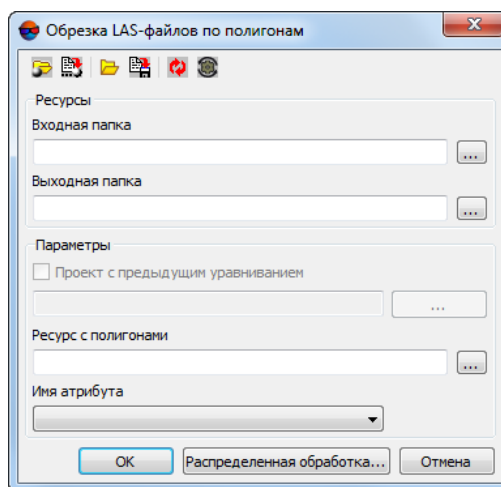 Обрезка LAS-файлов по полигонам
Ресурсы
Входная папка
...
Выходная папка
...
Параметры
Проект с предыдущим уравниванием
...
Ресурс с полигонами
...
Имя атрибута
OK
Распределенная обработка...
Отмена